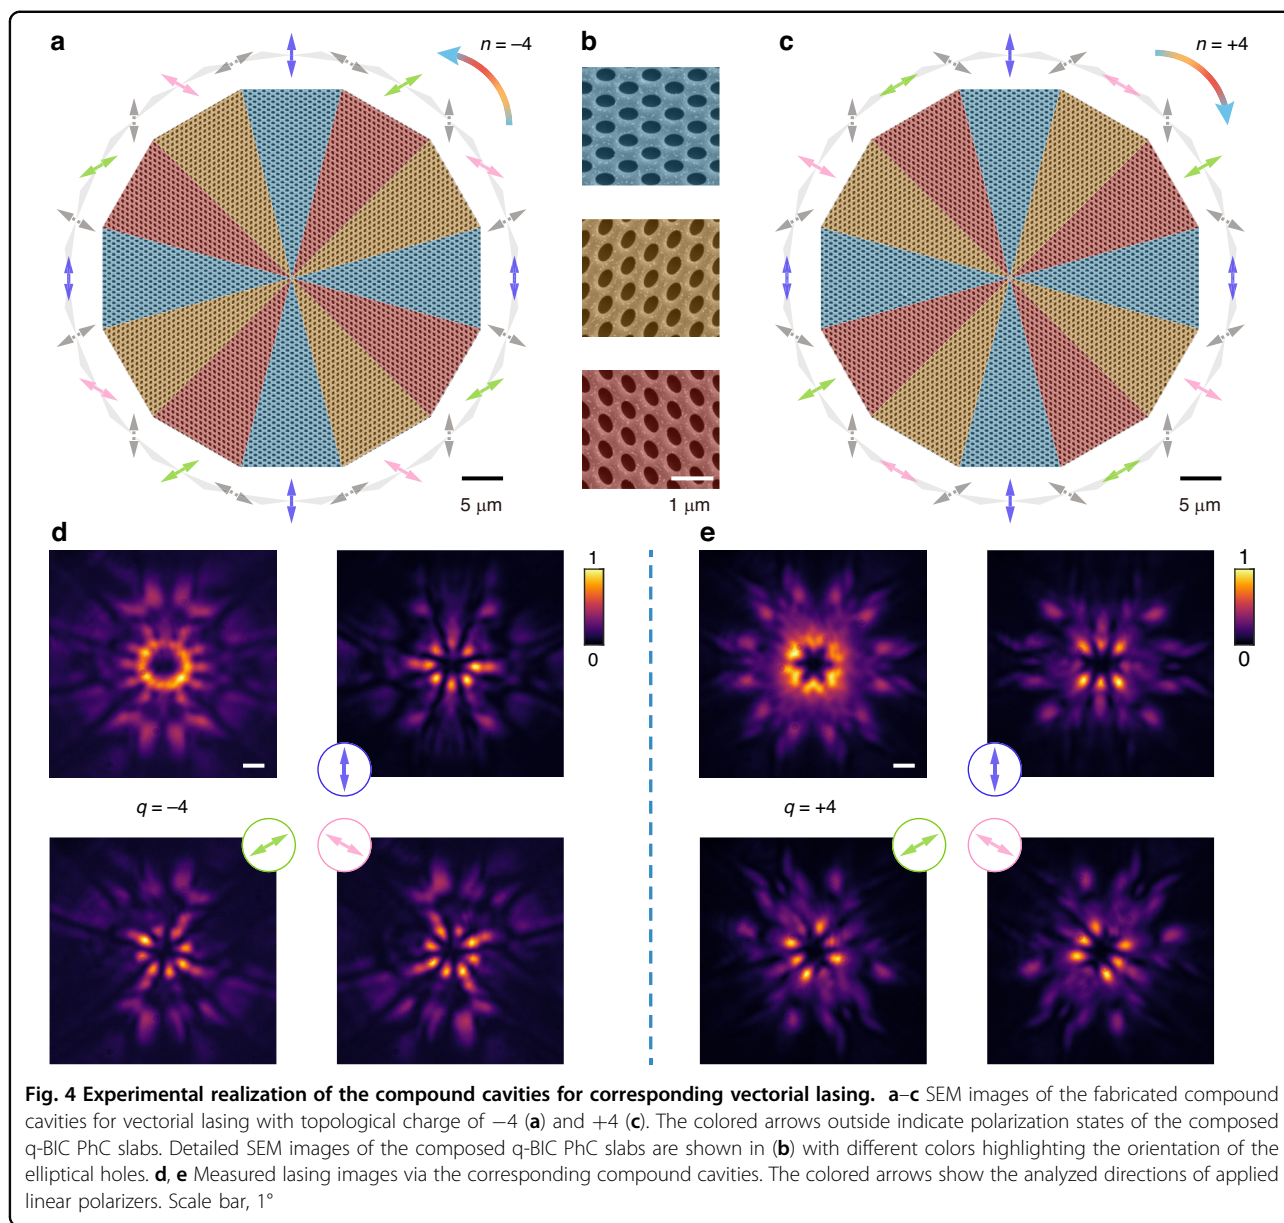 a
n = −4
b
c
n = +4
5 μm
1 μm
5 μm
d
1
0
e
1
0
q = −4
q = +4
Fig. 4 Experimental realization of the compound cavities for corresponding vectorial lasing. a–c SEM images of the fabricated compound
cavities for vectorial lasing with topological charge of −4 (a) and +4 (c). The colored arrows outside indicate polarization states of the composed
q-BIC PhC slabs. Detailed SEM images of the composed q-BIC PhC slabs are shown in (b) with different colors highlighting the orientation of the
elliptical holes. d, e Measured lasing images via the corresponding compound cavities. The colored arrows show the analyzed directions of applied
linear polarizers. Scale bar, 1°